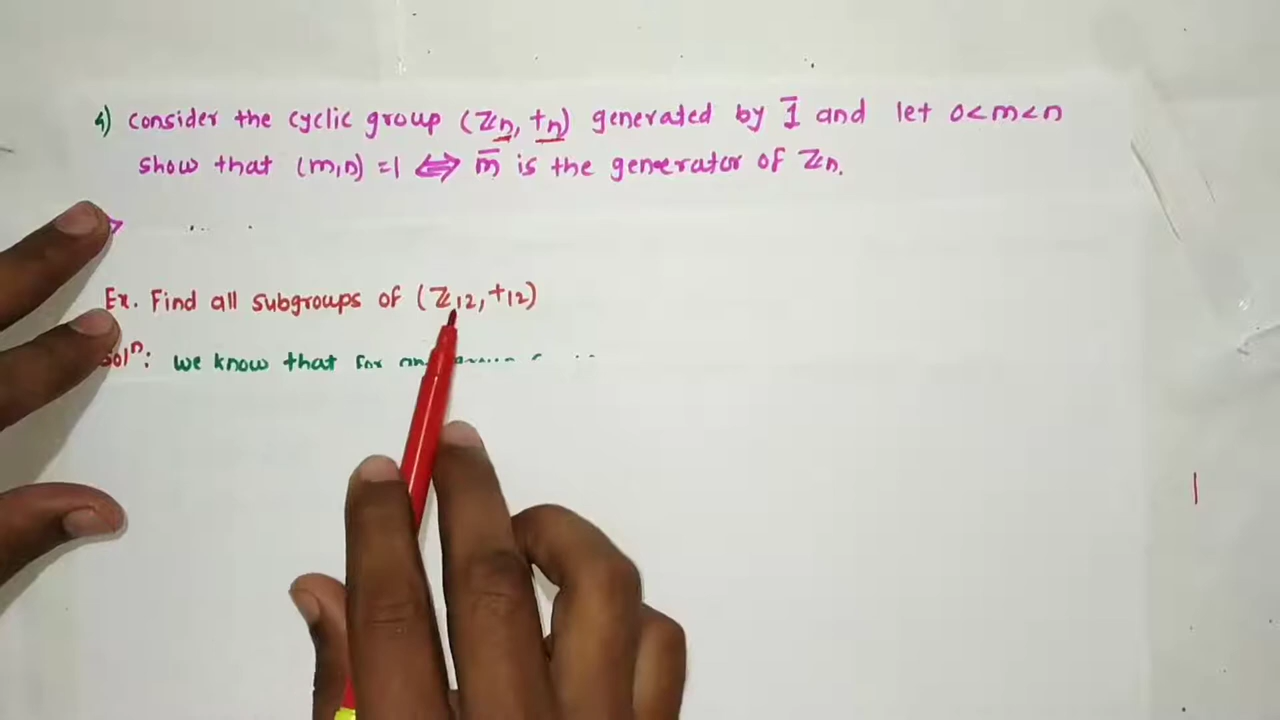 4) consider the cyclic group (Zn, +n) generated by 1̄ and let 0<m<n
show that (m,n) =1 ⇔ m̄ is the generator of Zn.
Ex. Find all subgroups of (Z12, +12)
Solⁿ: we know that for